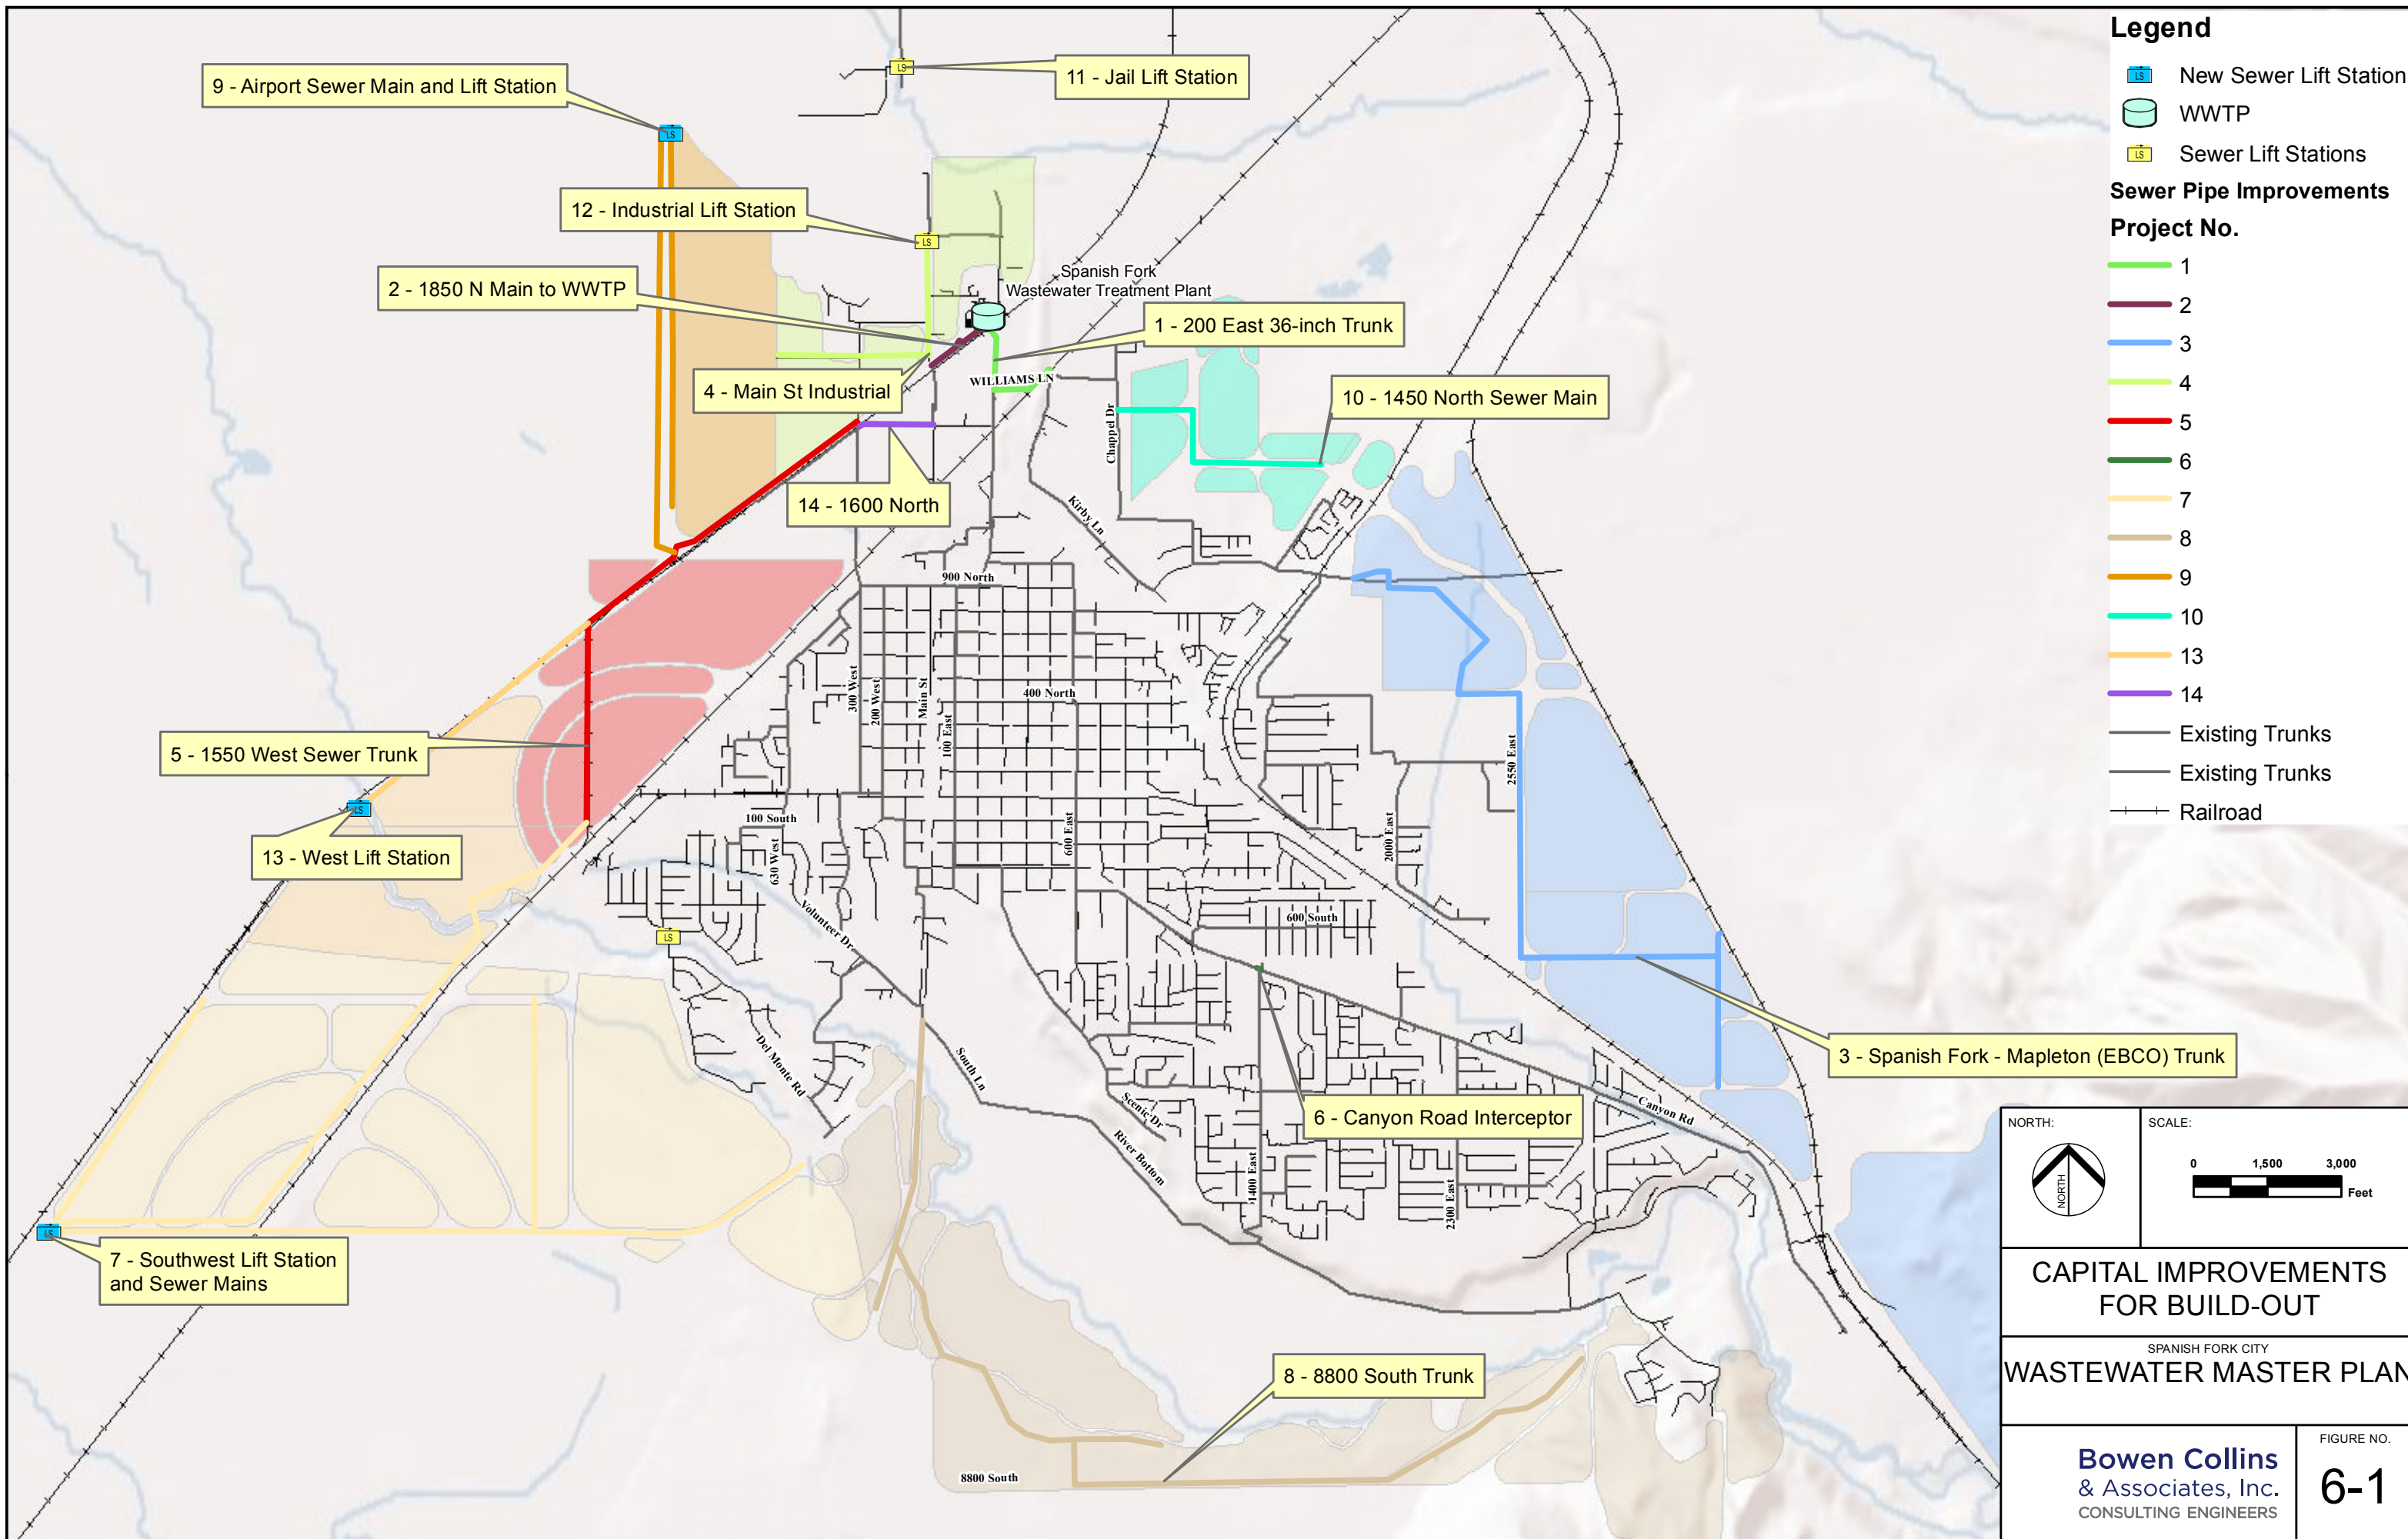 9 - Airport Sewer Main and Lift Station
LS
11 - Jail Lift Station
LS
12 - Industrial Lift Station
LS
2 - 1850 N Main to WWTP
Spanish Fork
Wastewater Treatment Plant
1 - 200 East 36-inch Trunk
4 - Main St Industrial
WILLIAMS LN
10 - 1450 North Sewer Main
Chappel Dr
14 - 1600 North
Kirby Ln
900 North
300 West
200 West
Main St
100 East
400 North
5 - 1550 West Sewer Trunk
2550 East
LS
13 - West Lift Station
100 South
630 West
600 East
2000 East
Volunteer Dr
600 South
LS
3 - Spanish Fork - Mapleton (EBCO) Trunk
Del Monte Rd
South Ln
Scenic Dr
River Bottom
6 - Canyon Road Interceptor
Canyon Rd
1400 East
2300 East
LS
7 - Southwest Lift Station
and Sewer Mains
8 - 8800 South Trunk
8800 South
Legend
LS New Sewer Lift Station
WWTP
LS Sewer Lift Stations
Sewer Pipe Improvements
Project No.
1
2
3
4
5
6
7
8
9
10
13
14
Existing Trunks
Existing Trunks
Railroad
NORTH:
NORTH
SCALE:
0 1,500 3,000
Feet
CAPITAL IMPROVEMENTS
FOR BUILD-OUT
SPANISH FORK CITY
WASTEWATER MASTER PLAN
Bowen Collins
& Associates, Inc.
CONSULTING ENGINEERS
FIGURE NO.
6-1